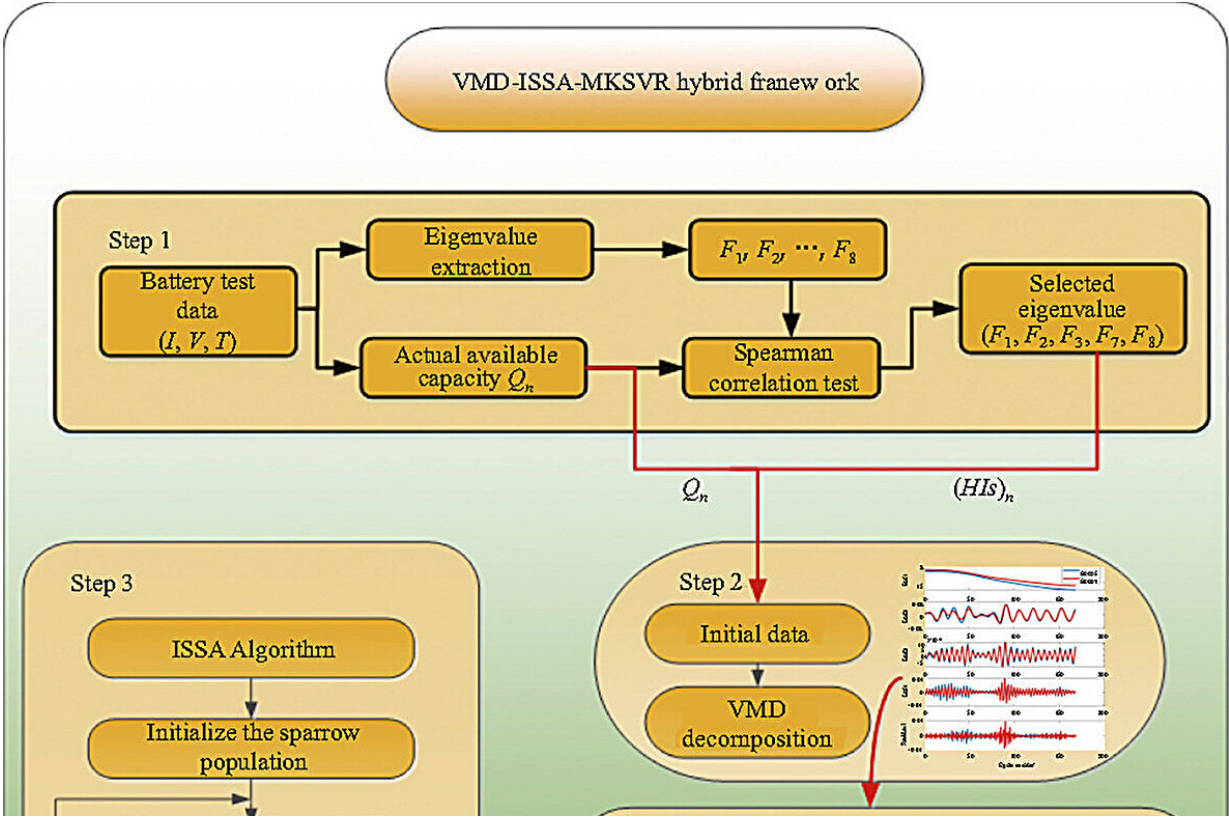 VMD-ISSA-MKSVR hybrid franew ork
Step 1
Battery test
data
(I, V, T)
Eigenvalue
extraction
F₁, F₂, ⋯, F₈
Actual available
capacity Qₙ
Spearman
correlation test
Selected
eigenvalue
(F₁, F₂, F₃, F₇, F₈)
Qₙ
(HIs)ₙ
Step 3
ISSA Algorithm
Initialize the sparrow
population
Step 2
Initial data
VMD
decomposition